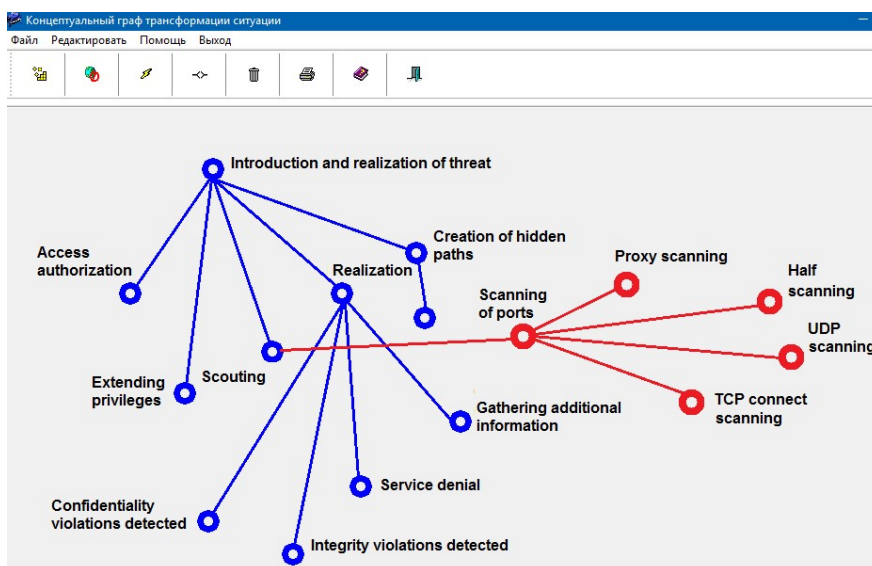 Концептуальный граф трансформации ситуации
Файл Редактировать Помощь Выход
Introduction and realization of threat
Access
authorization
Realization
Creation of hidden
paths
Proxy scanning
Half
scanning
Scanning
of ports
UDP
scanning
Extending
privileges
Scouting
TCP connect
scanning
Gathering additional
information
Service denial
Confidentiality
violations detected
Integrity violations detected